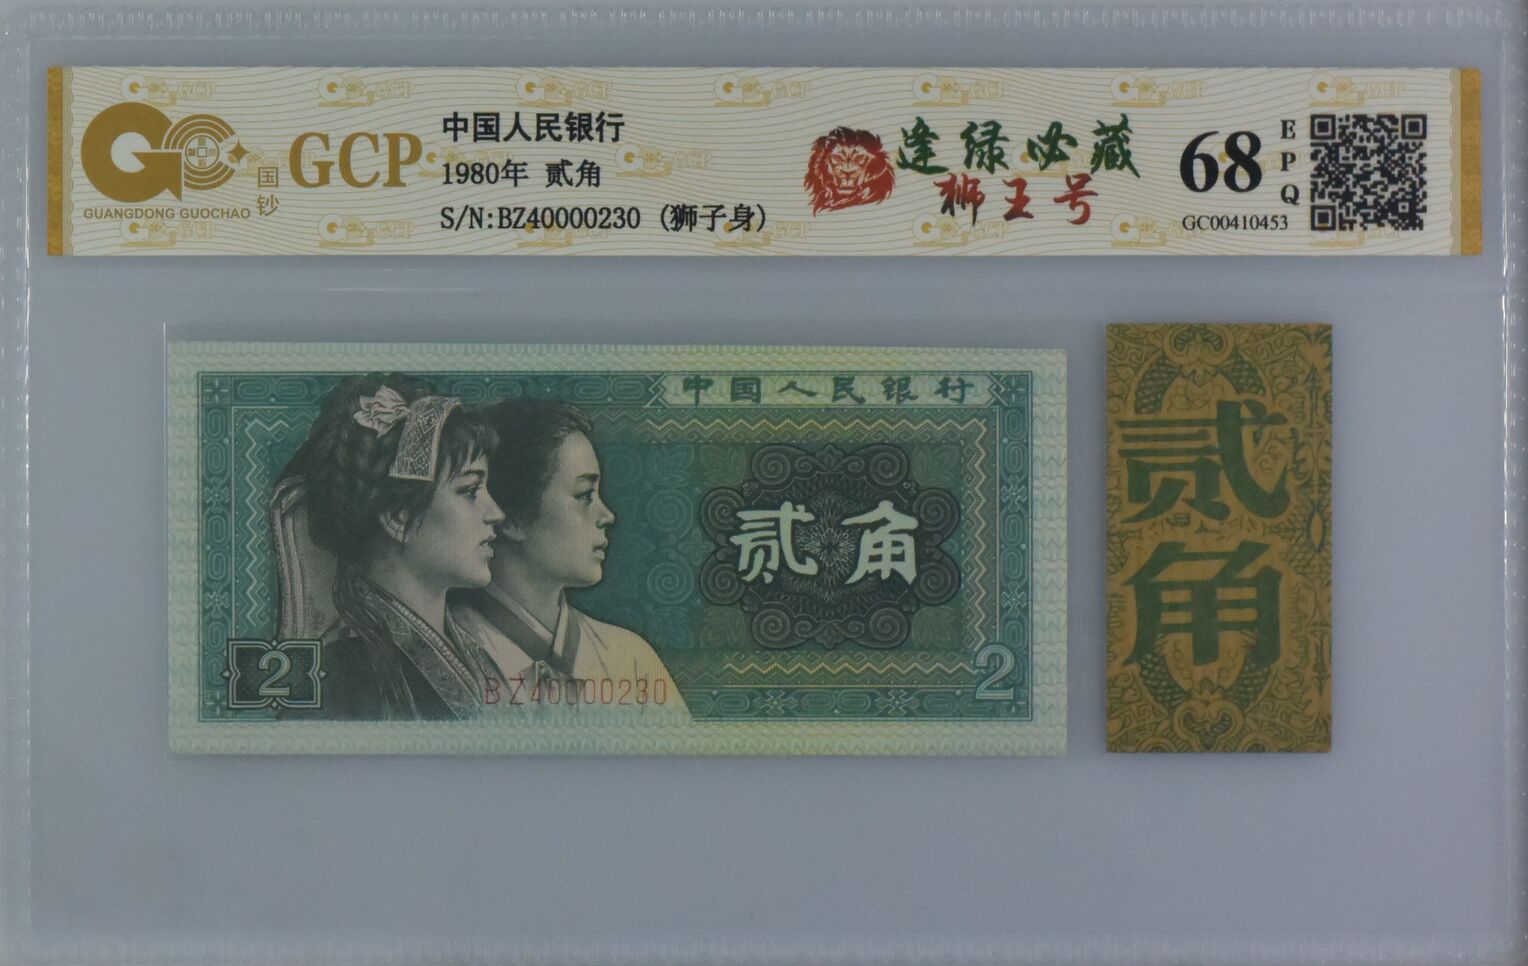 GUANGDONG GUOCHAO
国钞
GCP
中国人民银行
1980年 贰角
S/N:BZ40000230 (狮子身)
逢绿必藏
狮王号
68
EPQ
GC00410453
中国人民银行
贰角
2
2
BZ40000230
贰角